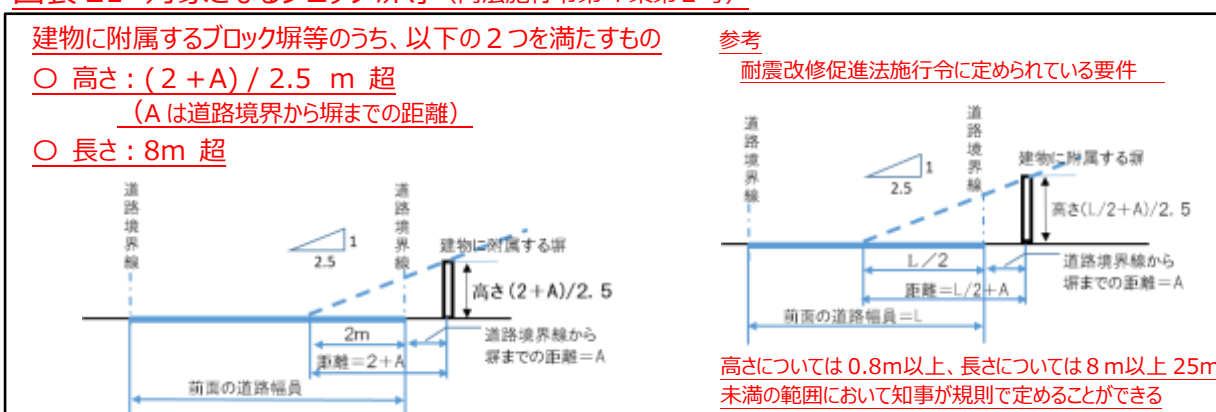 建物に附属するブロック塀等のうち、以下の２つを満たすもの
○ 高さ：(２+A) / 2.5 m 超
（A は道路境界から塀までの距離）
○ 長さ：8m 超
道路境界線
道路境界線
1
2.5
建物に附属する塀
高さ(2+A)/2.5
2m
距離=2+A
道路境界線から
塀までの距離=A
前面の道路幅員
参考
耐震改修促進法施行令に定められている要件
道路境界線
道路境界線
1
2.5
建物に附属する塀
高さ(L/2+A)/2.5
L／2
距離=L/2+A
道路境界線から
塀までの距離=A
前面の道路幅員=L
高さについては 0.8m以上、長さについては８m以上 25m
未満の範囲において知事が規則で定めることができる